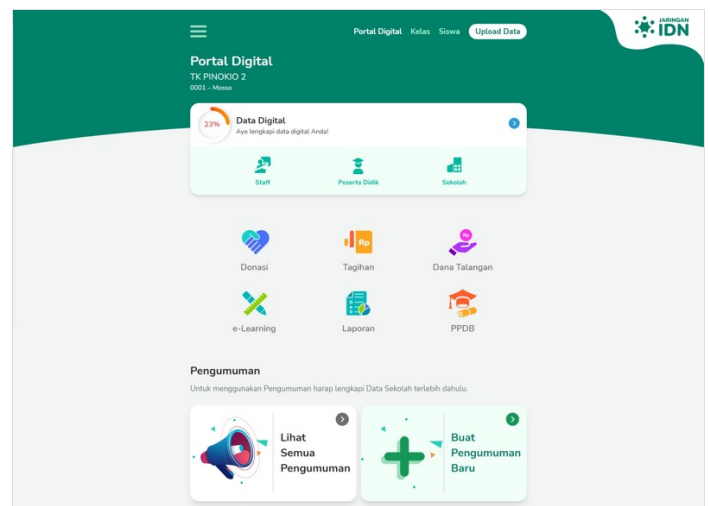 Portal Digital Kelas Siswa Upload Data
JARINGAN
IDN
Portal Digital
TK PINOKIO 2
0001 – Mosso
23%
Data Digital
Ayo lengkapi data digital Anda!
Staff Peserta Didik Sekolah
Rp Rp
Donasi Tagihan Dana Talangan
e-Learning Laporan PPDB
Pengumuman
Untuk menggunakan Pengumuman harap lengkapi Data Sekolah terlebih dahulu.
Lihat
Semua
Pengumuman
Buat
Pengumuman
Baru